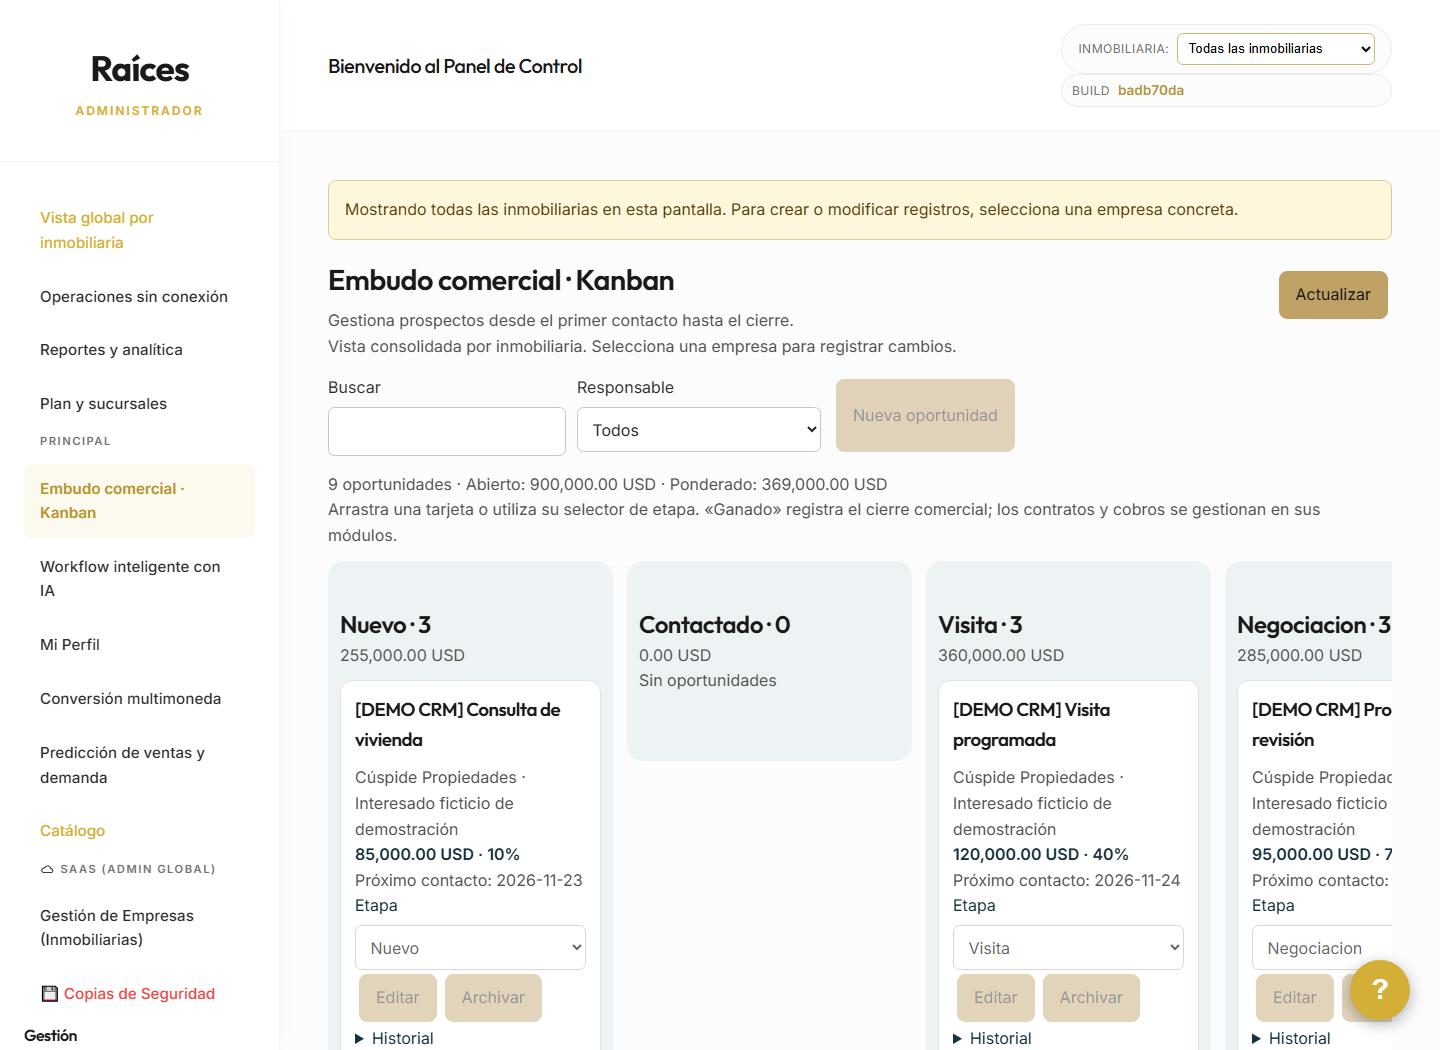 Raíces
ADMINISTRADOR
Vista global por
inmobiliaria
Operaciones sin conexión
Reportes y analítica
Plan y sucursales
PRINCIPAL
Embudo comercial ·
Kanban
Workflow inteligente con
IA
Mi Perfil
Conversión multimoneda
Predicción de ventas y
demanda
Catálogo
SAAS (ADMIN GLOBAL)
Gestión de Empresas
(Inmobiliarias)
Copias de Seguridad
Gestión
Bienvenido al Panel de Control
INMOBILIARIA: Todas las inmobiliarias
BUILD badb70da
Mostrando todas las inmobiliarias en esta pantalla. Para crear o modificar registros, selecciona una empresa concreta.
Embudo comercial · Kanban
Actualizar
Gestiona prospectos desde el primer contacto hasta el cierre.
Vista consolidada por inmobiliaria. Selecciona una empresa para registrar cambios.
Buscar
Responsable
Todos
Nueva oportunidad
9 oportunidades · Abierto: 900,000.00 USD · Ponderado: 369,000.00 USD
Arrastra una tarjeta o utiliza su selector de etapa. «Ganado» registra el cierre comercial; los contratos y cobros se gestionan en sus
módulos.
Nuevo · 3
255,000.00 USD
[DEMO CRM] Consulta de
vivienda
Cúspide Propiedades ·
Interesado ficticio de
demostración
85,000.00 USD · 10%
Próximo contacto: 2026-11-23
Etapa
Nuevo
Editar Archivar
Historial
Contactado · 0
0.00 USD
Sin oportunidades
Visita · 3
360,000.00 USD
[DEMO CRM] Visita
programada
Cúspide Propiedades ·
Interesado ficticio de
demostración
120,000.00 USD · 40%
Próximo contacto: 2026-11-24
Etapa
Visita
Editar Archivar
Historial
Negociacion · 3
285,000.00 USD
[DEMO CRM] Pro
revisión
Cúspide Propiedad
Interesado ficticio
demostración
95,000.00 USD · 7
Próximo contacto:
Etapa
Negociacion
Editar
Historial
?